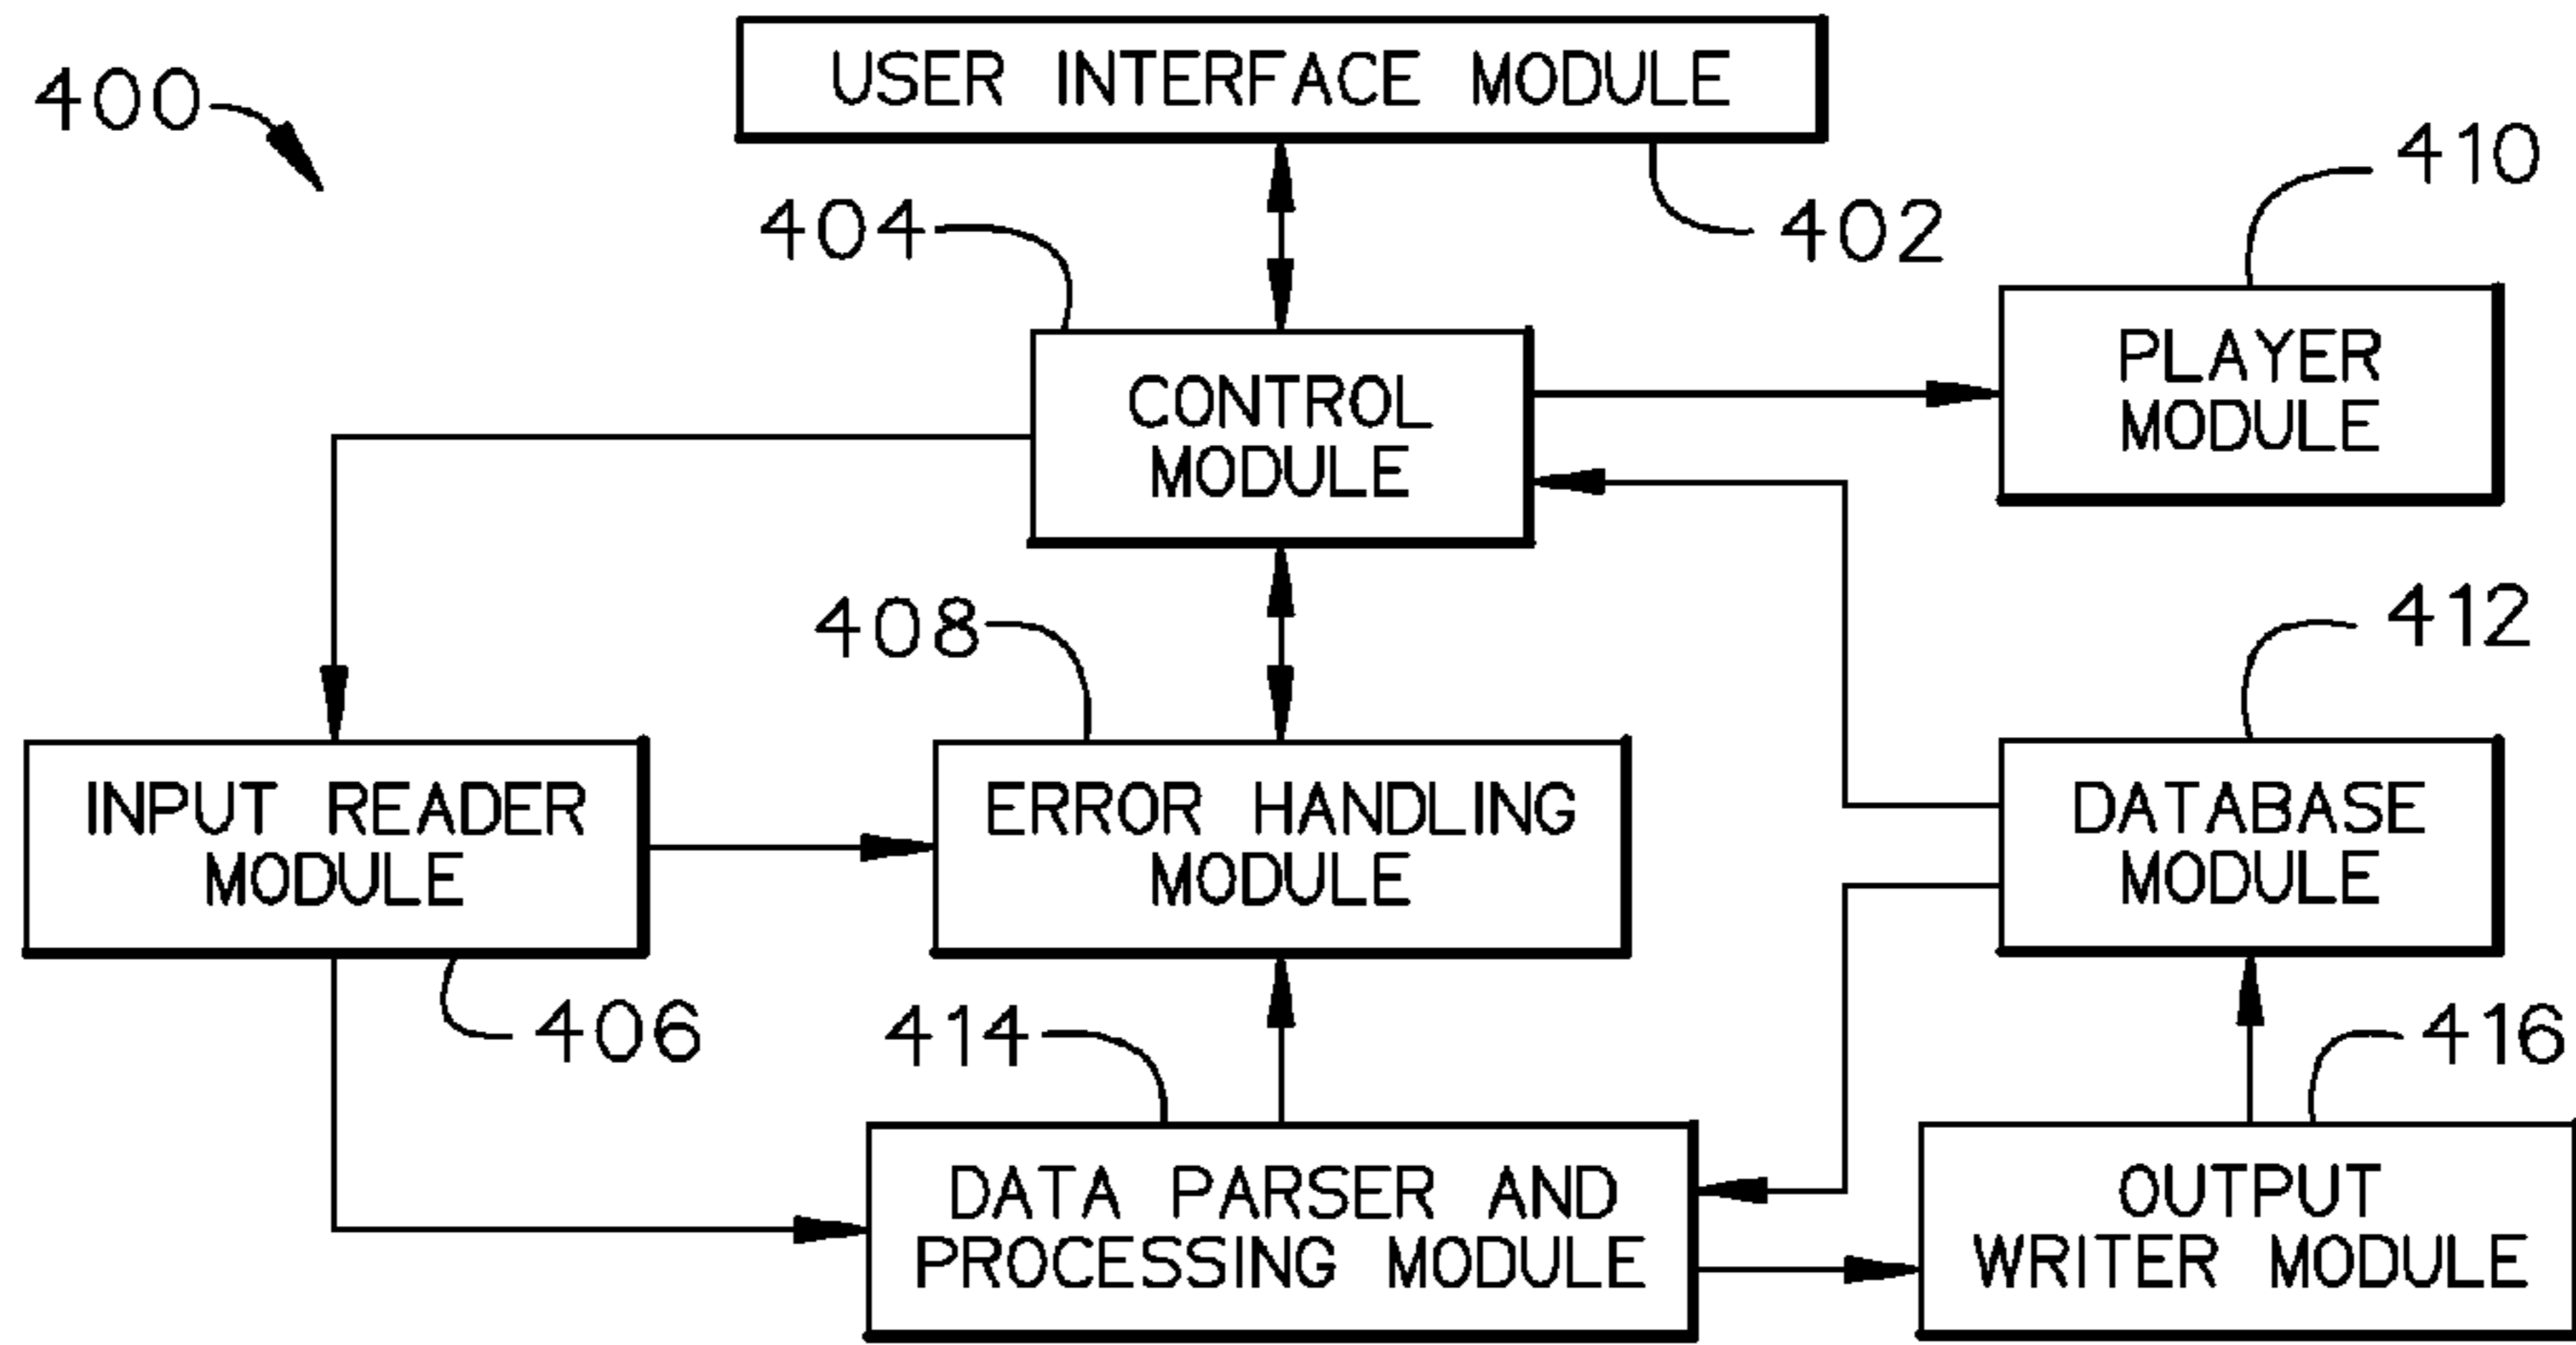 USER INTERFACE MODULE
400
410
404
402
PLAYER
MODULE
CONTROL
MODULE
408
412
INPUT READER
MODULE
ERROR HANDLING
MODULE
DATABASE
MODULE
406
414
416
DATA PARSER AND
PROCESSING MODULE
OUTPUT
WRITER MODULE